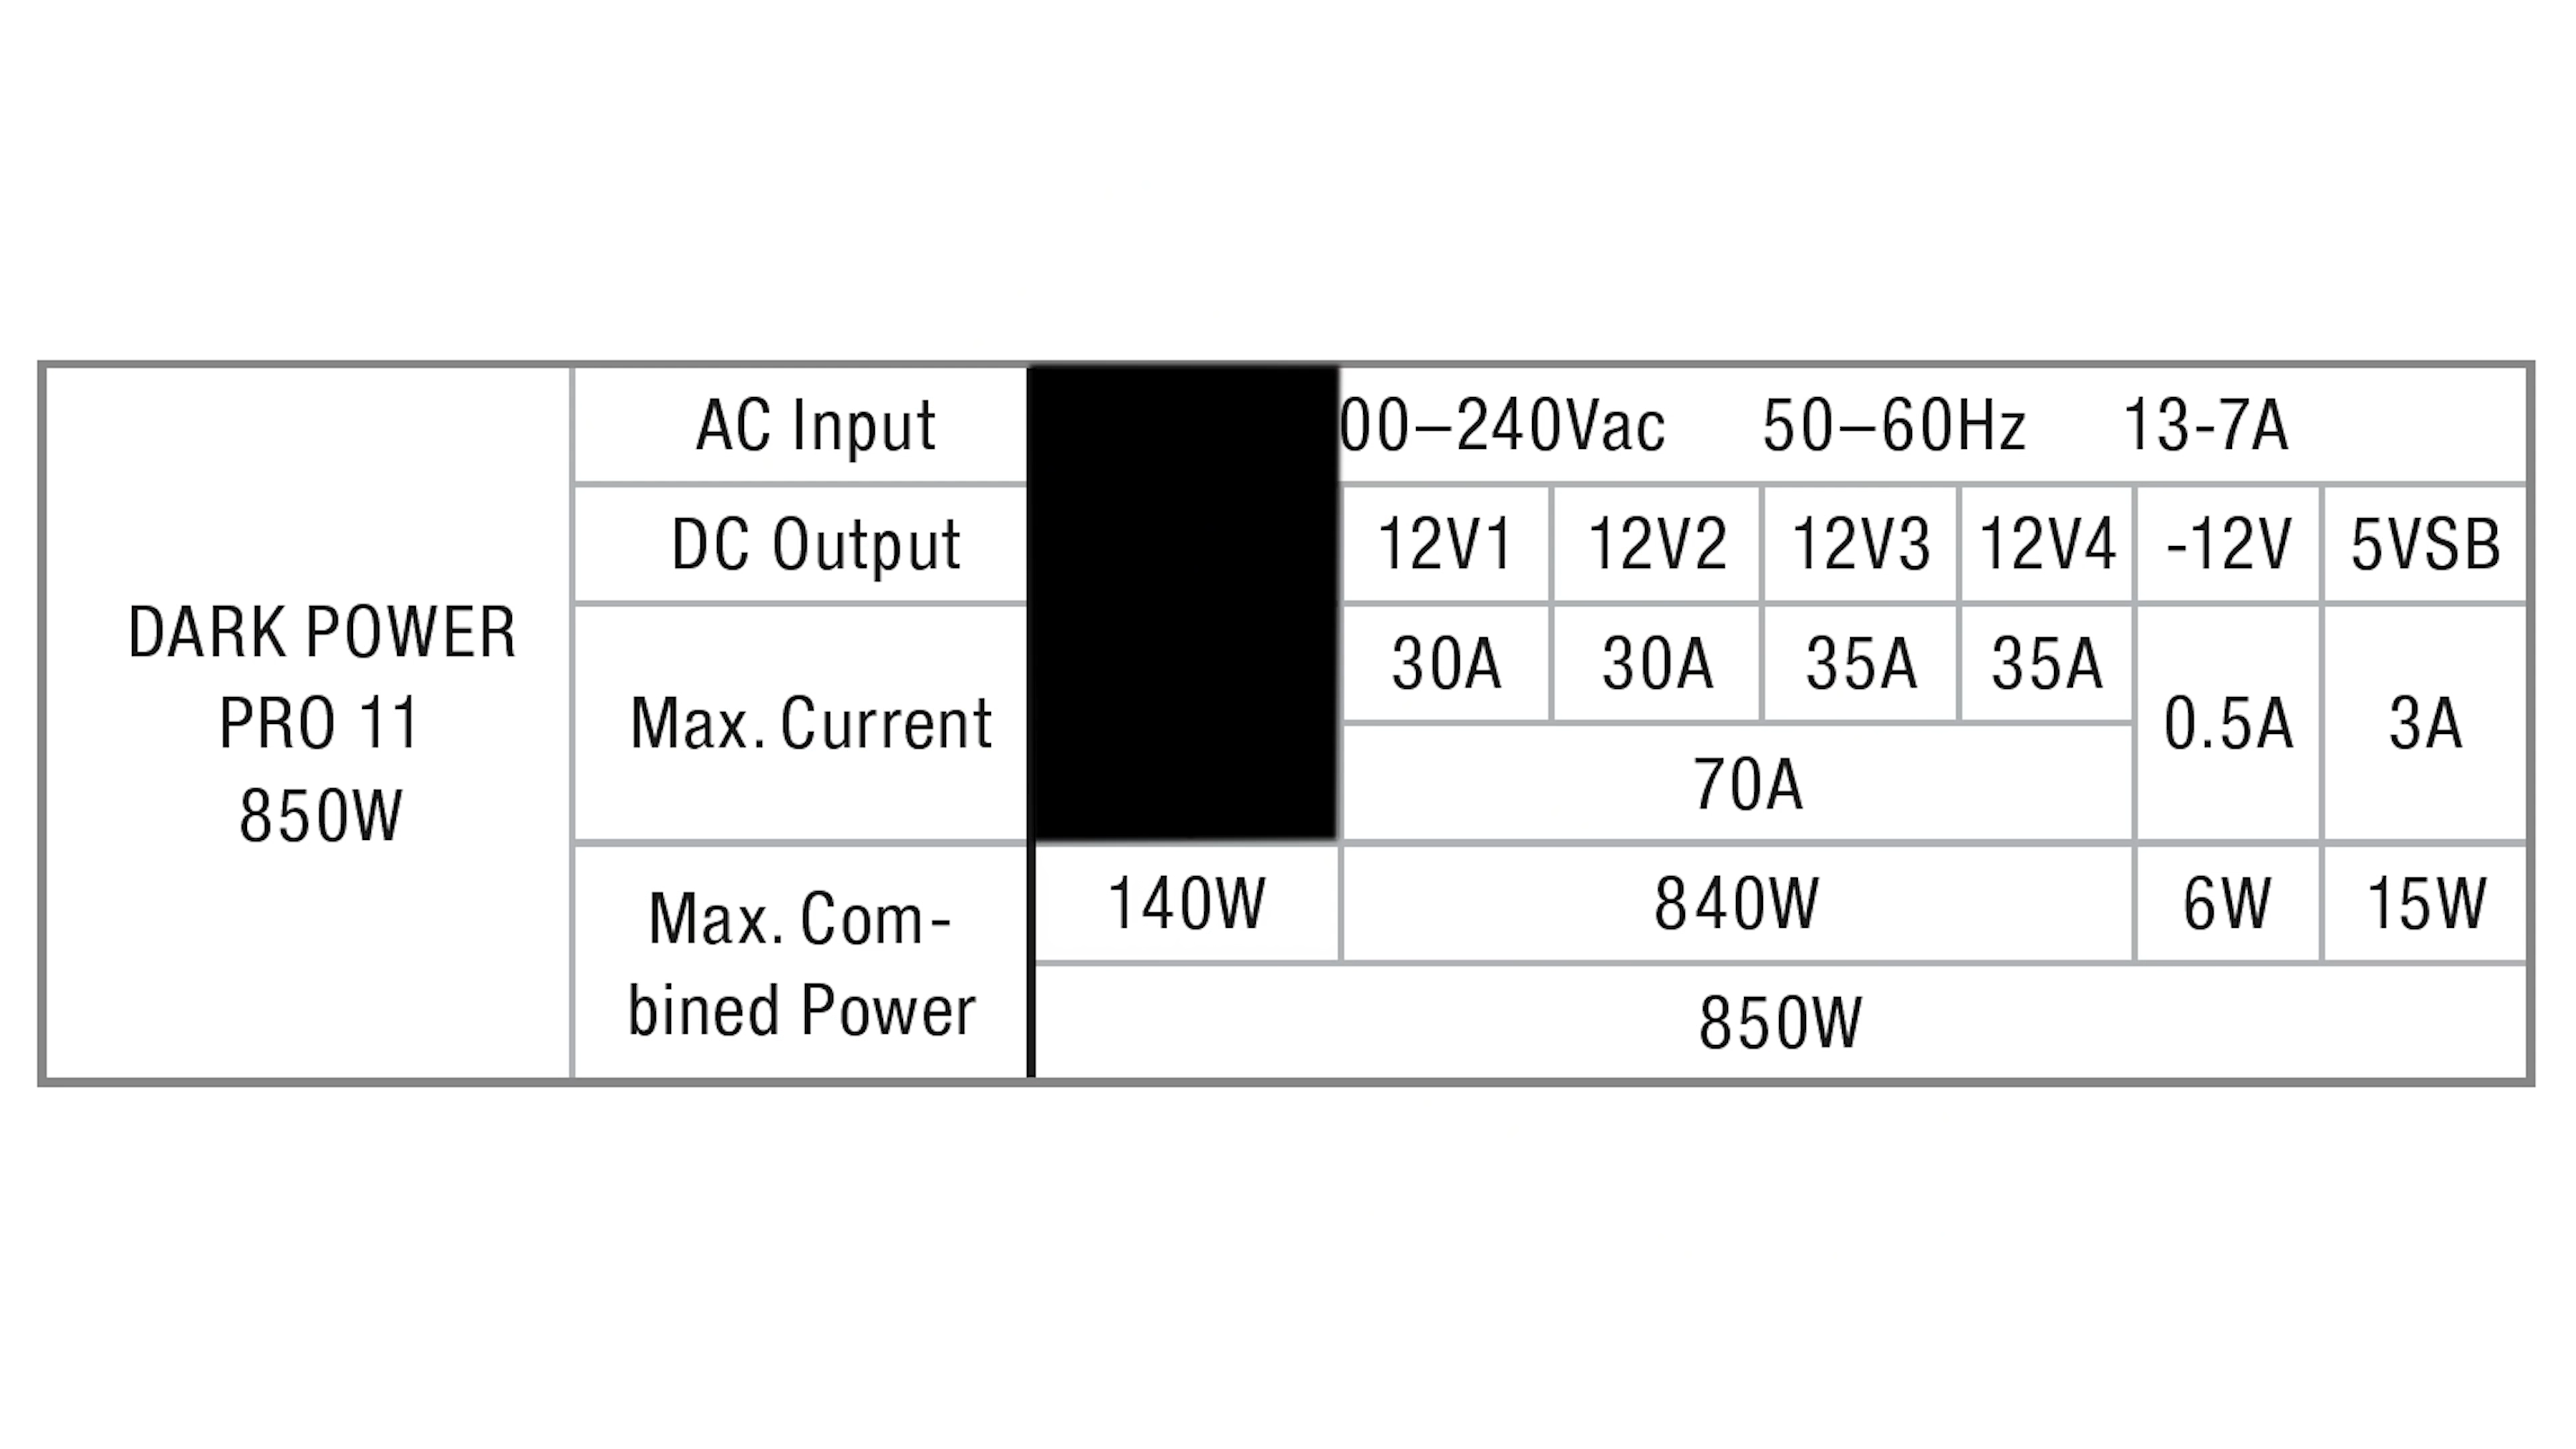 AC Input 00–240Vac 50–60Hz 13-7A
DC Output 12V1 12V2 12V3 12V4 -12V 5VSB
DARK POWER
PRO 11
850W
Max. Current 30A 30A 35A 35A 0.5A 3A
70A
Max. Com-
bined Power
140W 840W 6W 15W
850W